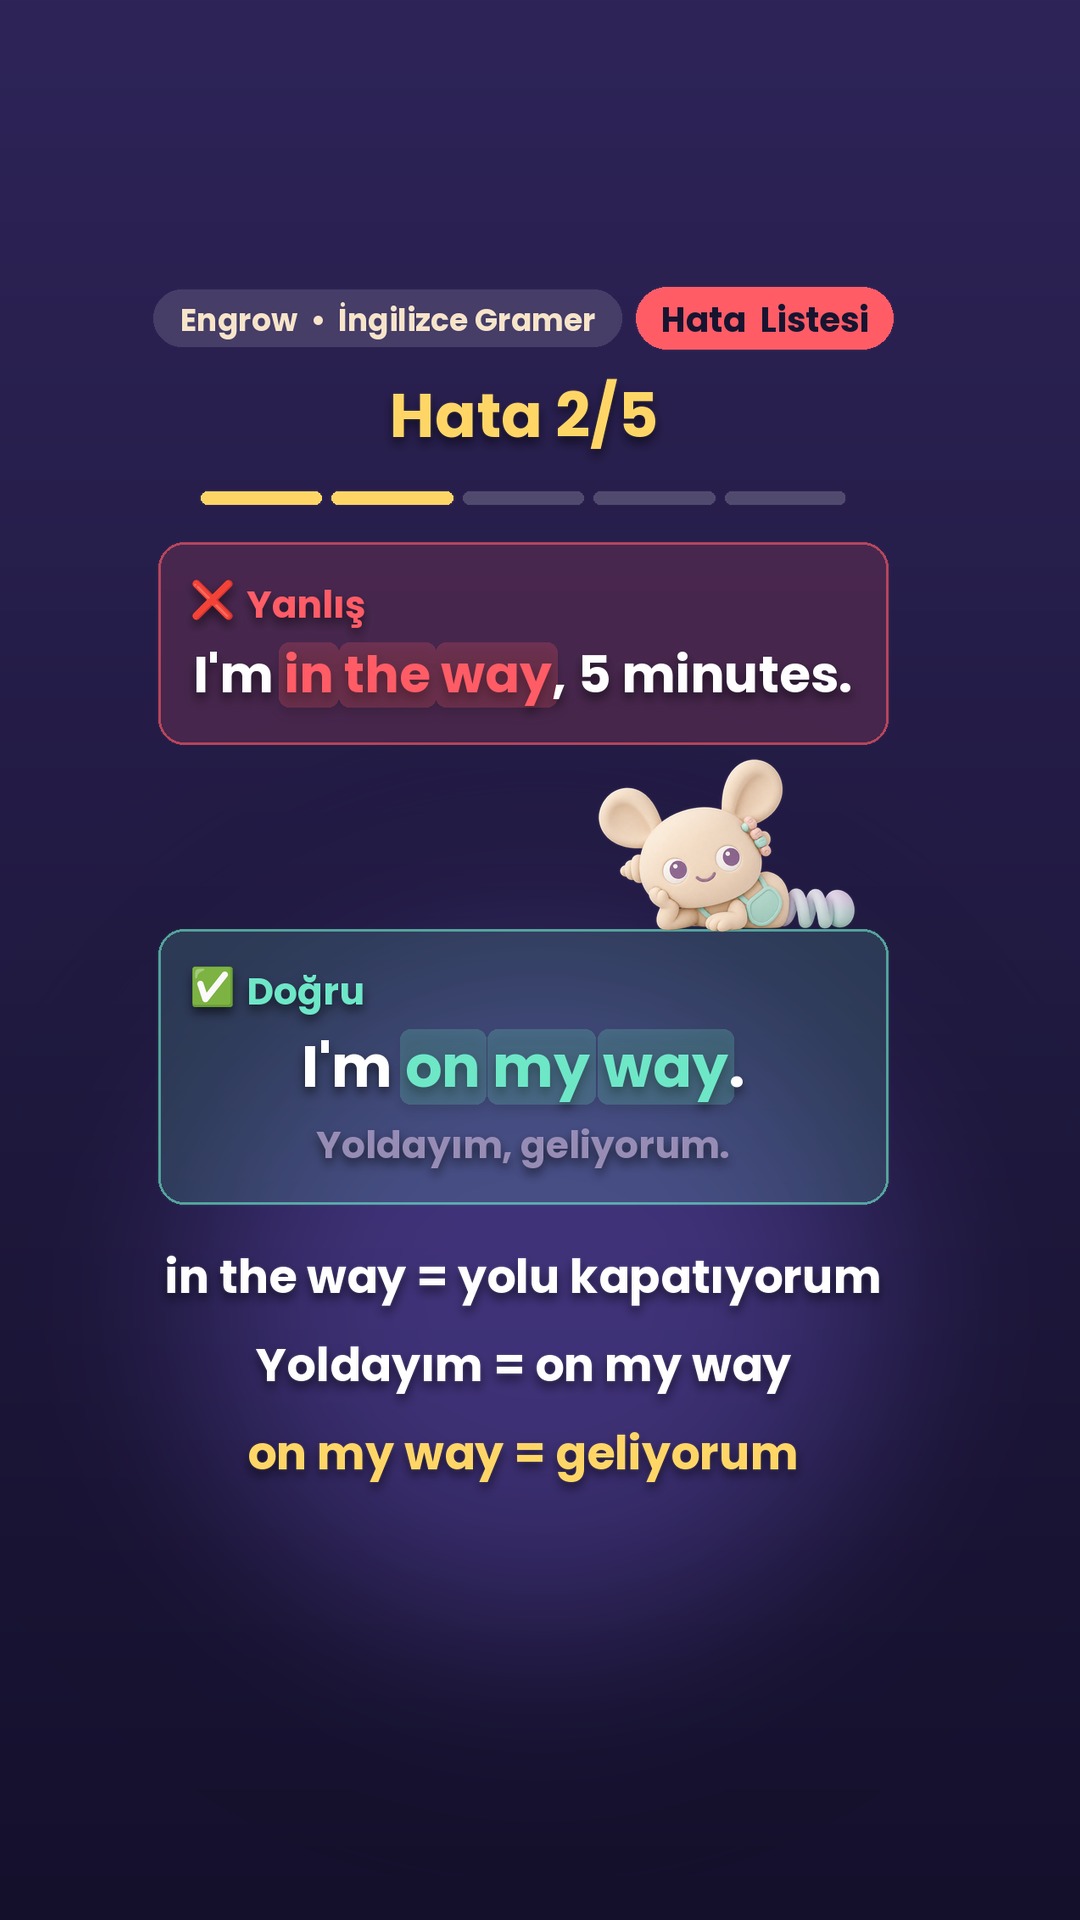 Engrow • İngilizce Gramer
Hata Listesi
Hata 2/5
❌ Yanlış
I'm in the way, 5 minutes.
✅ Doğru
I'm on my way.
Yoldayım, geliyorum.
in the way = yolu kapatıyorum
Yoldayım = on my way
on my way = geliyorum